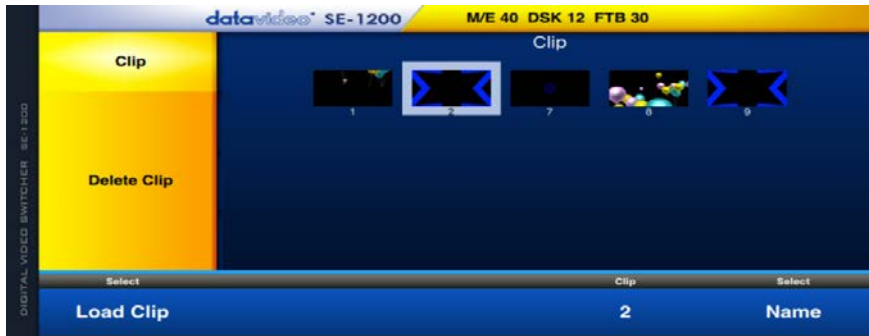 datavideo SE-1200 M/E 40 DSK 12 FTB 30
Clip
Clip
1 2 7 8 9
Delete Clip
DIGITAL VIDEO SWITCHER SE-1200
Select Clip Select
Load Clip 2 Name